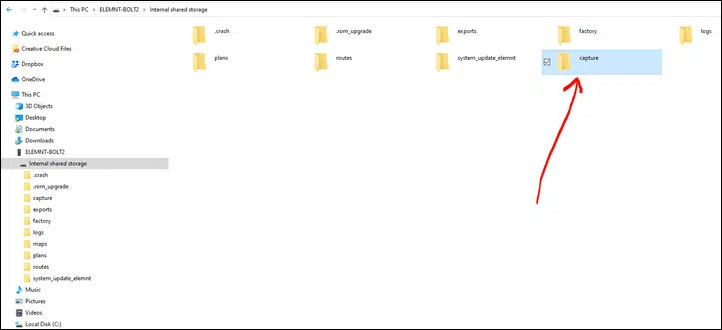 This PC > ELEMNT-BOLT2 > Internal shared storage
.crash
.rom_upgrade
exports
factory
logs
plans
routes
system_update_elemnt
capture
Quick access
Creative Cloud Files
Dropbox
OneDrive
This PC
3D Objects
Desktop
Documents
Downloads
ELEMNT-BOLT2
Internal shared storage
.crash
.rom_upgrade
capture
exports
factory
logs
maps
plans
routes
system_update_elemnt
Music
Pictures
Videos
Local Disk (C:)